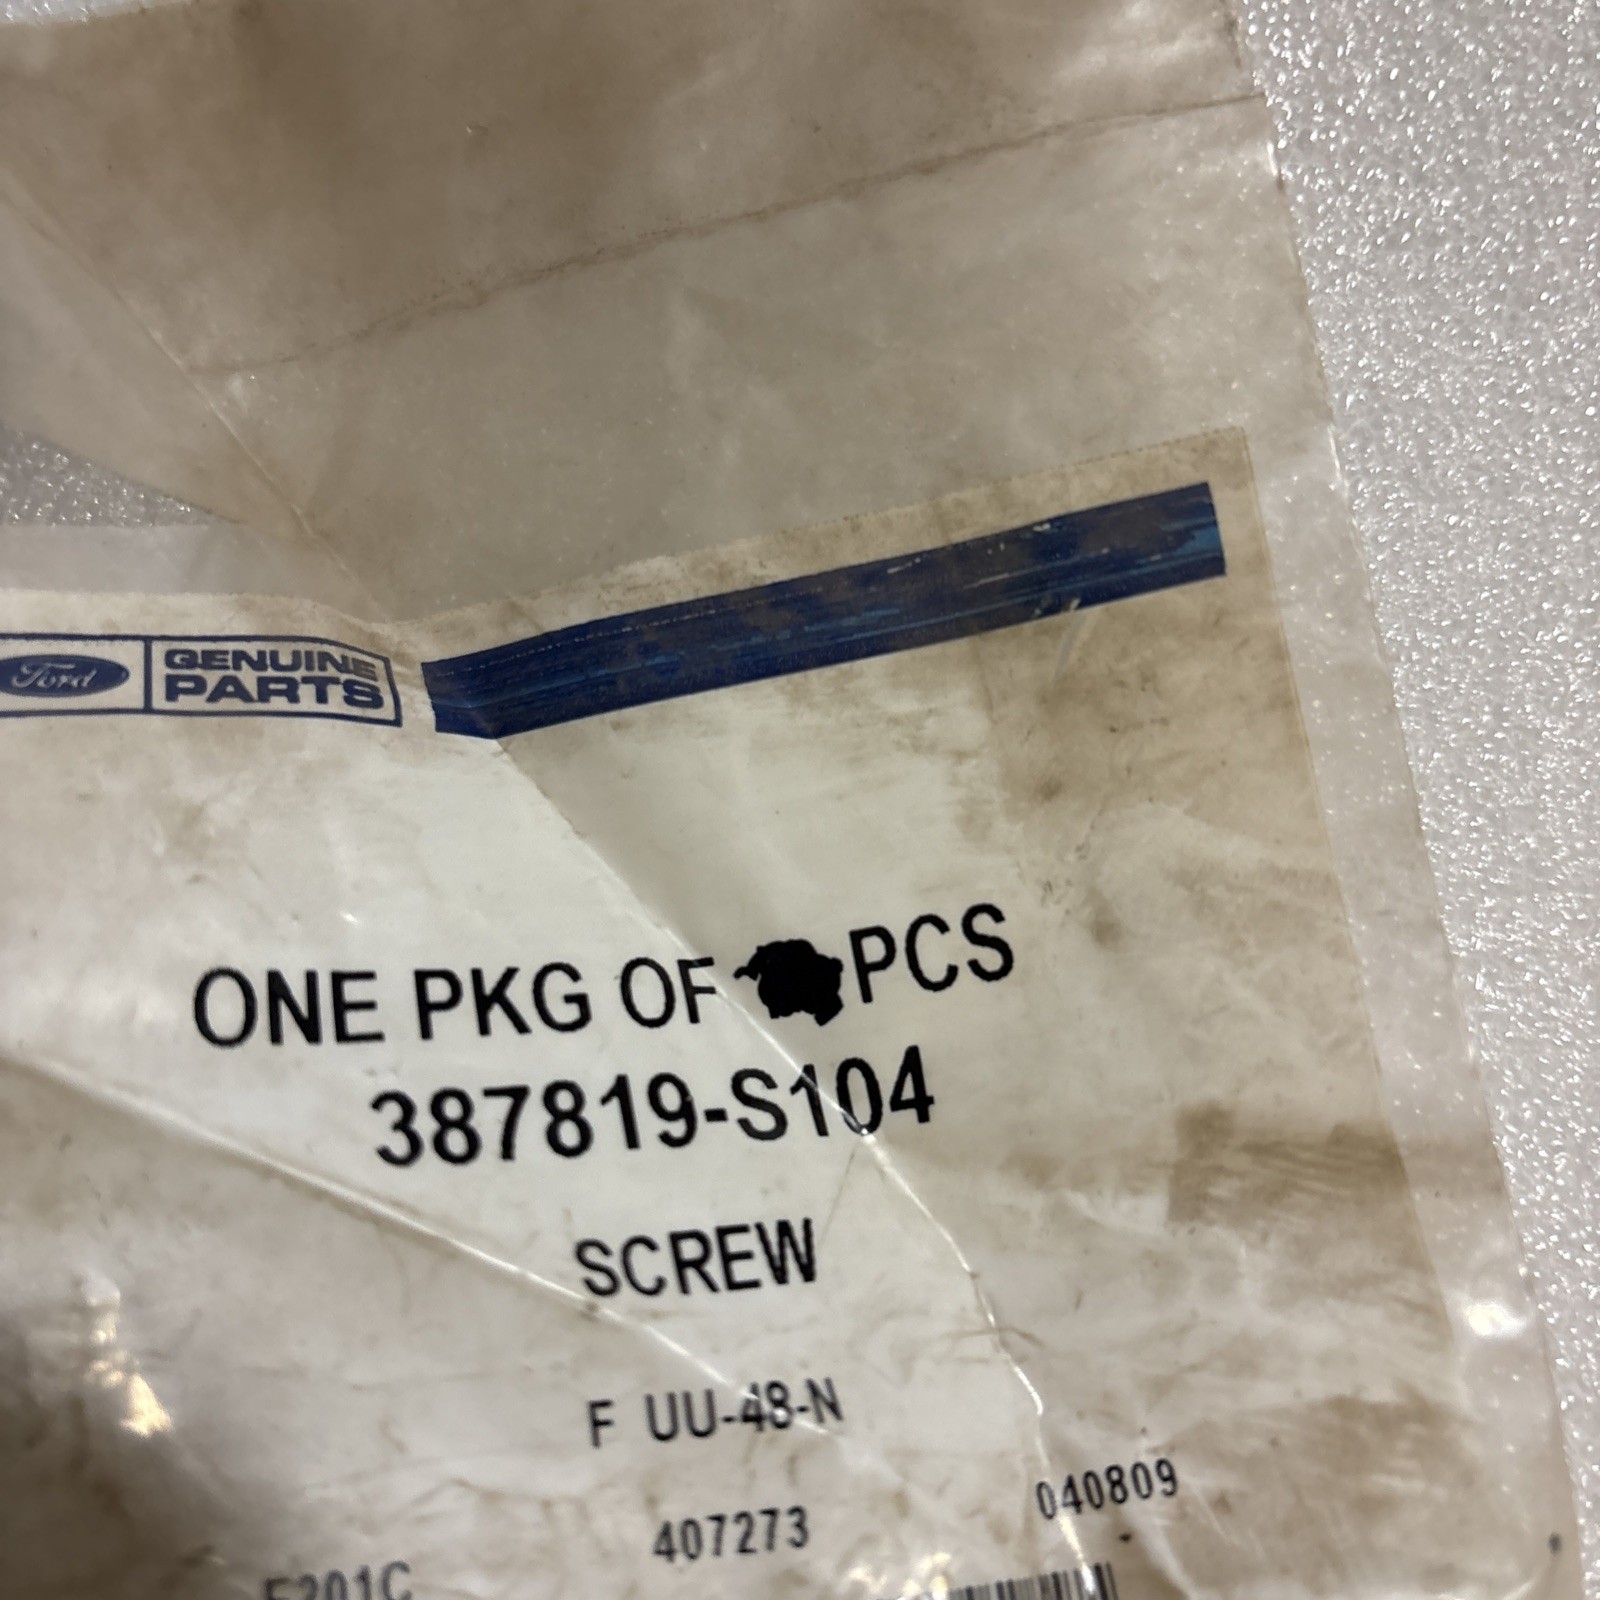 Ford GENUINE
PARTS
ONE PKG OF PCS
387819-S104
SCREW
F UU-48-N
040809
407273